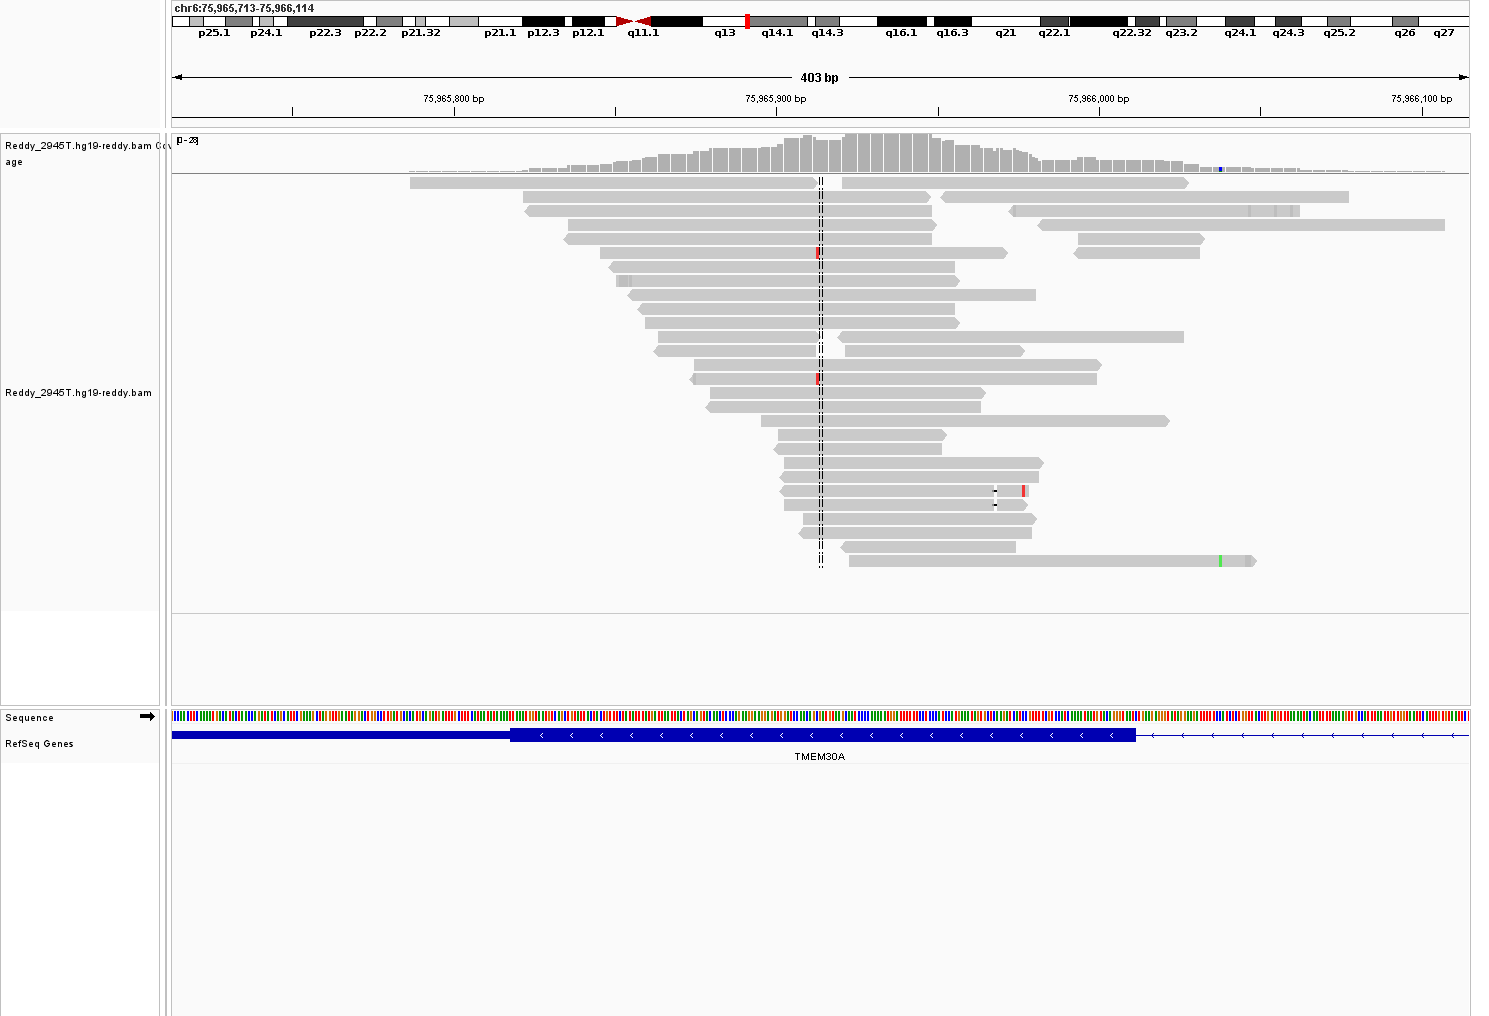 chr6:75,965,713-75,966,114
p25.1 p24.1 p22.3 p22.2 p21.32 p21.1 p12.3 p12.1 q11.1 q13 q14.1 q14.3 q16.1 q16.3 q21 q22.1 q22.32 q23.2 q24.1 q24.3 q25.2 q26 q27
403 bp
75,965,800 bp 75,965,900 bp 75,966,000 bp 75,966,100 bp
Reddy_2945T.hg19-reddy.bam Cov
age
[0-28]
Reddy_2945T.hg19-reddy.bam
Sequence
RefSeq Genes
TMEM30A